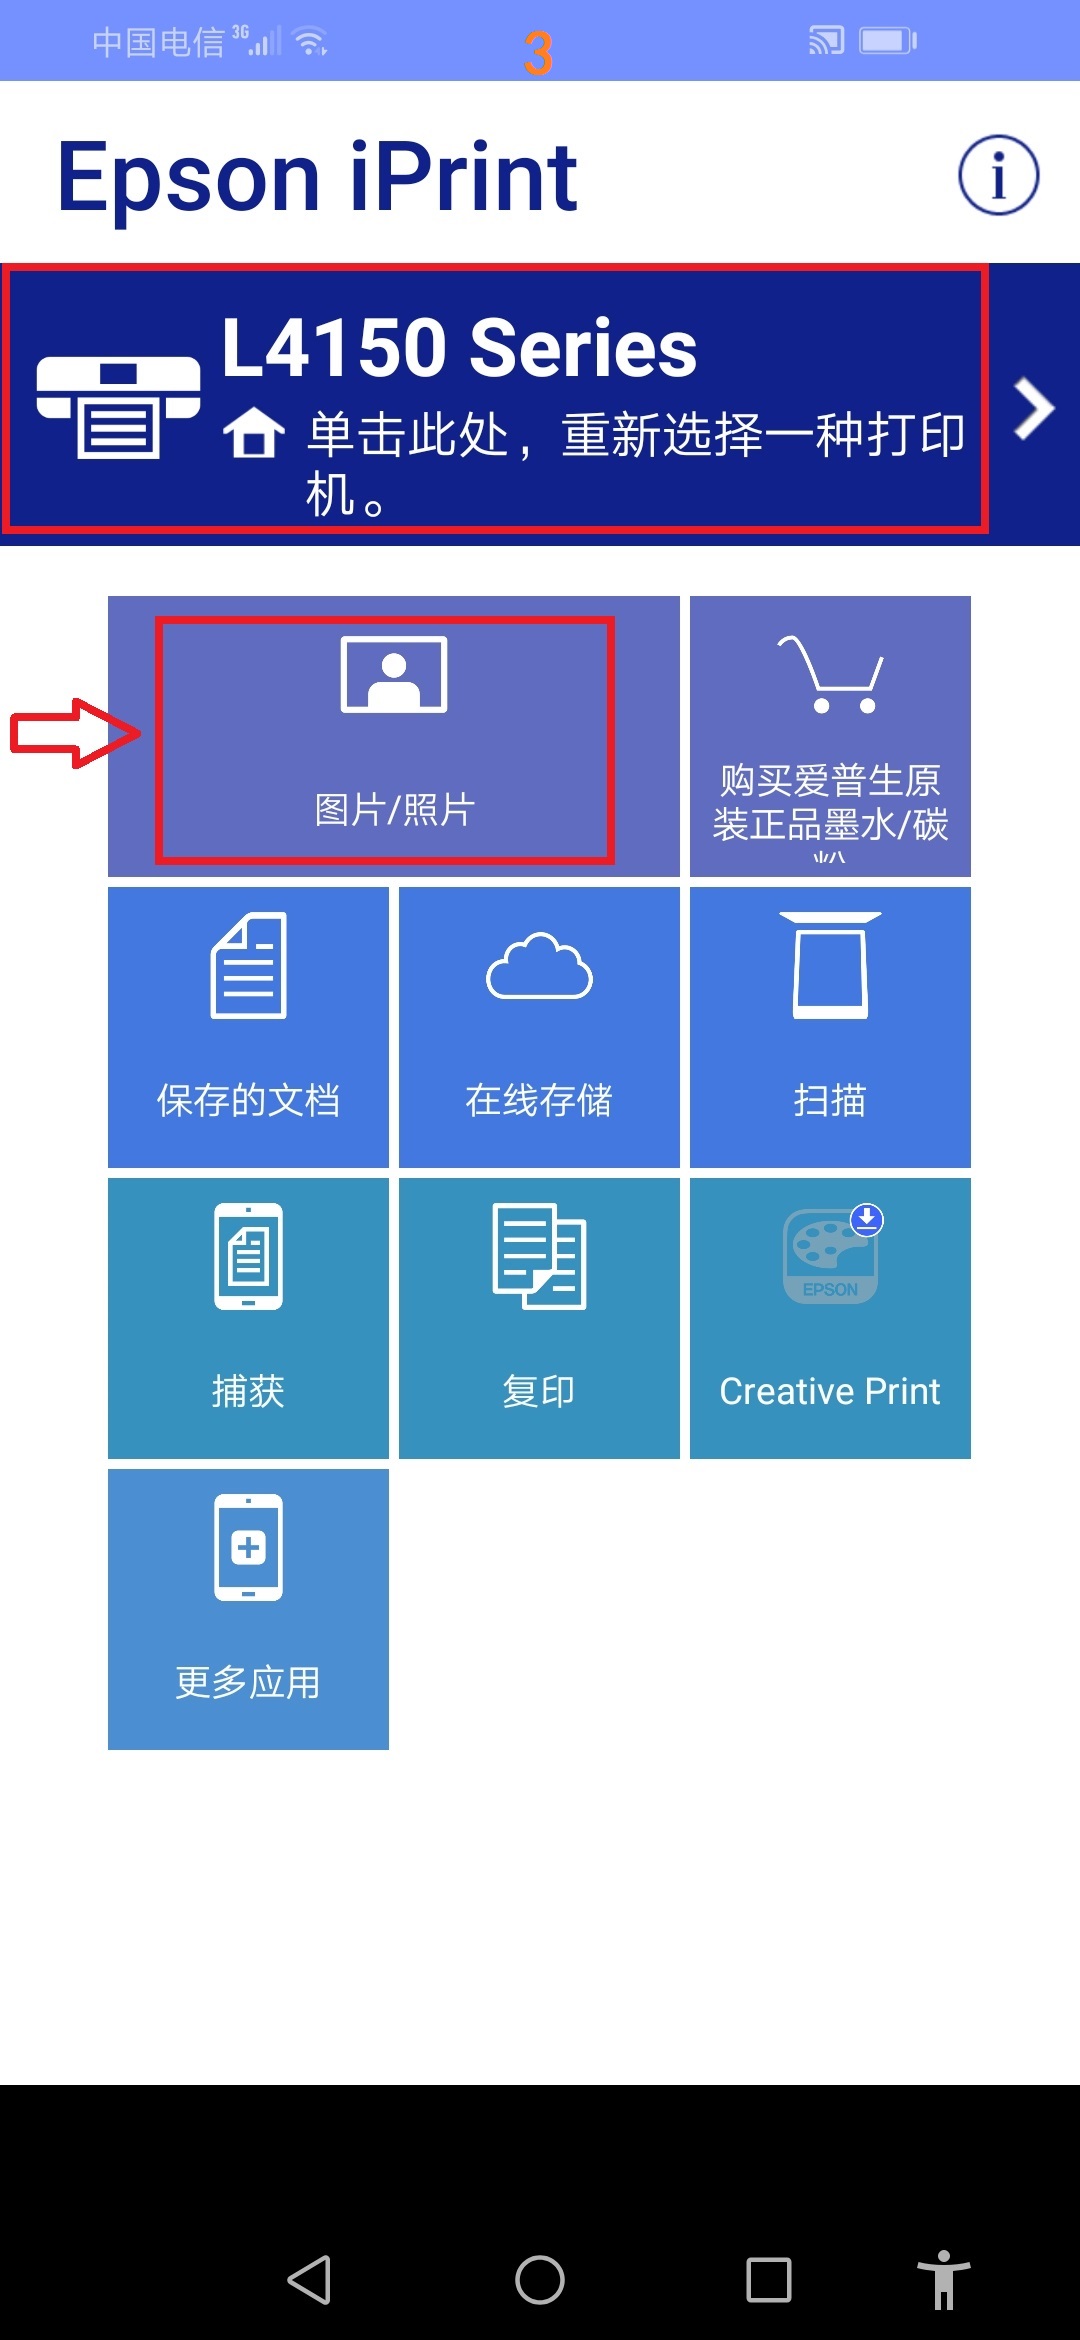 中国电信 3G
3
Epson iPrint
i
L4150 Series
单击此处，重新选择一种打印
机。
图片/照片
购买爱普生原
装正品墨水/碳
保存的文档
在线存储
扫描
EPSON
捕获
复印
Creative Print
更多应用